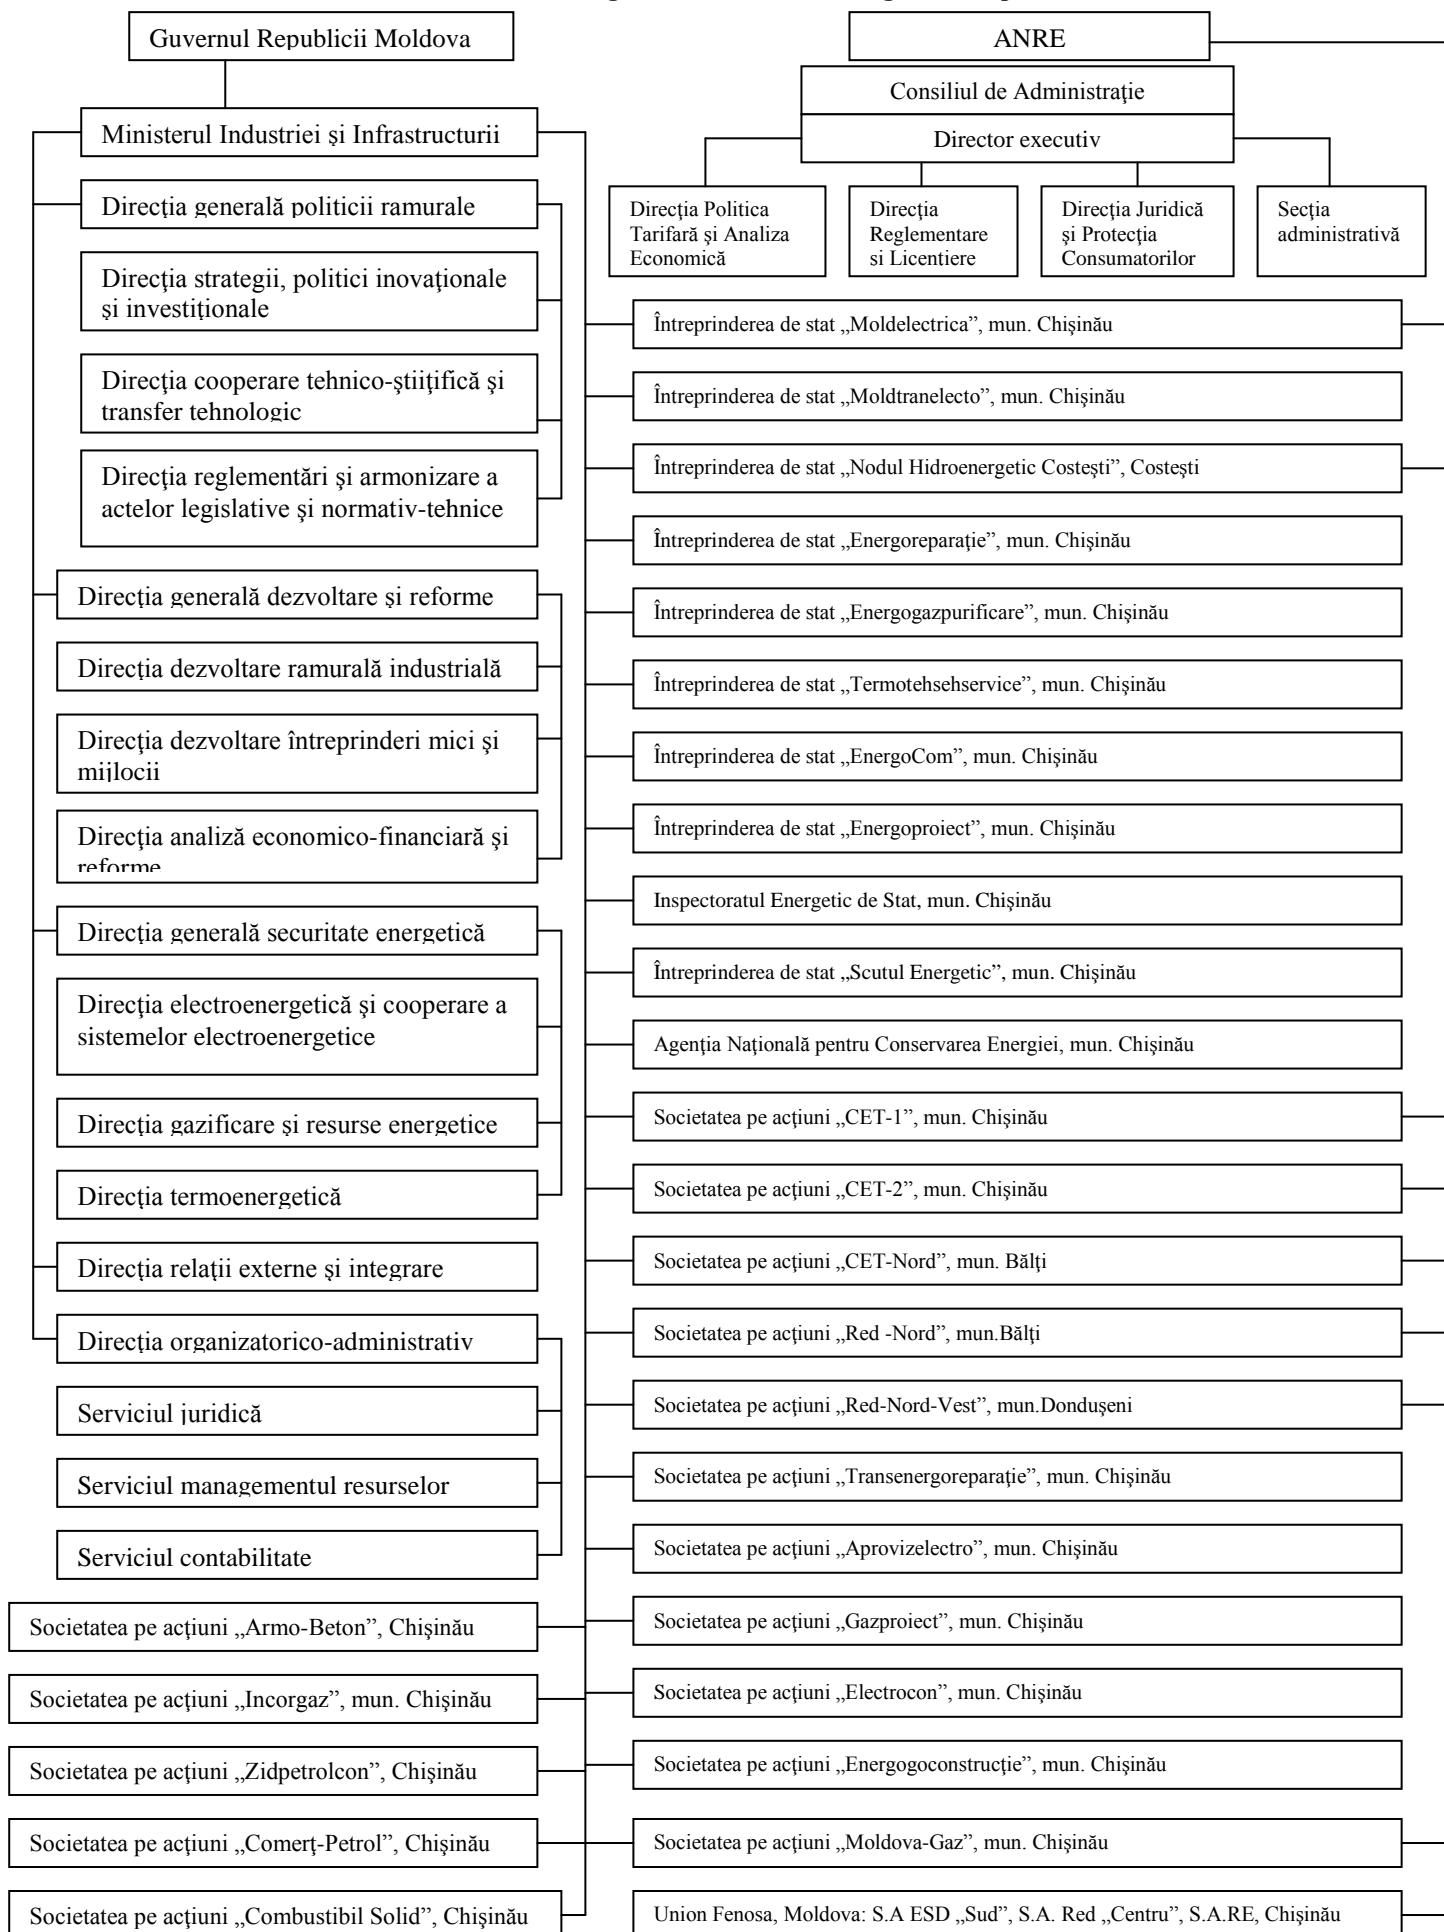 Guvernul Republicii Moldova
ANRE
Consiliul de Administraţie
Director executiv
Ministerul Industriei şi Infrastructurii
Direcţia Politica
Tarifară şi Analiza
Economică
Direcţia
Reglementare
si Licentiere
Direcţia Juridică
şi Protecţia
Consumatorilor
Secţia
administrativă
Direcţia generală politicii ramurale
Direcţia strategii, politici inovaţionale
şi investiţionale
Direcţia cooperare tehnico-ştiiţifică şi
transfer tehnologic
Direcţia reglementări şi armonizare a
actelor legislative şi normativ-tehnice
Direcţia generală dezvoltare şi reforme
Direcţia dezvoltare ramurală industrială
Direcţia dezvoltare întreprinderi mici şi
mijlocii
Direcţia analiză economico-financiară şi
reforme
Direcţia generală securitate energetică
Direcţia electroenergetică şi cooperare a
sistemelor electroenergetice
Direcţia gazificare şi resurse energetice
Direcţia termoenergetică
Direcţia relaţii externe şi integrare
Direcţia organizatorico-administrativ
Serviciul juridică
Serviciul managementul resurselor
Serviciul contabilitate
Societatea pe acţiuni „Armo-Beton”, Chişinău
Societatea pe acţiuni „Incorgaz”, mun. Chişinău
Societatea pe acţiuni „Zidpetrolcon”, Chişinău
Societatea pe acţiuni „Comerţ-Petrol”, Chişinău
Societatea pe acţiuni „Combustibil Solid”, Chişinău
Întreprinderea de stat „Moldelectrica”, mun. Chişinău
Întreprinderea de stat „Moldtranelecto”, mun. Chişinău
Întreprinderea de stat „Nodul Hidroenergetic Costeşti”, Costeşti
Întreprinderea de stat „Energoreparaţie”, mun. Chişinău
Întreprinderea de stat „Energogazpurificare”, mun. Chişinău
Întreprinderea de stat „Termotehsehservice”, mun. Chişinău
Întreprinderea de stat „EnergoCom”, mun. Chişinău
Întreprinderea de stat „Energoproiect”, mun. Chişinău
Inspectoratul Energetic de Stat, mun. Chişinău
Întreprinderea de stat „Scutul Energetic”, mun. Chişinău
Agenţia Naţională pentru Conservarea Energiei, mun. Chişinău
Societatea pe acţiuni „CET-1”, mun. Chişinău
Societatea pe acţiuni „CET-2”, mun. Chişinău
Societatea pe acţiuni „CET-Nord”, mun. Bălţi
Societatea pe acţiuni „Red -Nord”, mun.Bălţi
Societatea pe acţiuni „Red-Nord-Vest”, mun.Donduşeni
Societatea pe acţiuni „Transenergoreparaţie”, mun. Chişinău
Societatea pe acţiuni „Aprovizelectro”, mun. Chişinău
Societatea pe acţiuni „Gazproiect”, mun. Chişinău
Societatea pe acţiuni „Electrocon”, mun. Chişinău
Societatea pe acţiuni „Energogoconstrucţie”, mun. Chişinău
Societatea pe acţiuni „Moldova-Gaz”, mun. Chişinău
Union Fenosa, Moldova: S.A ESD „Sud”, S.A. Red „Centru”, S.A.RE, Chişinău